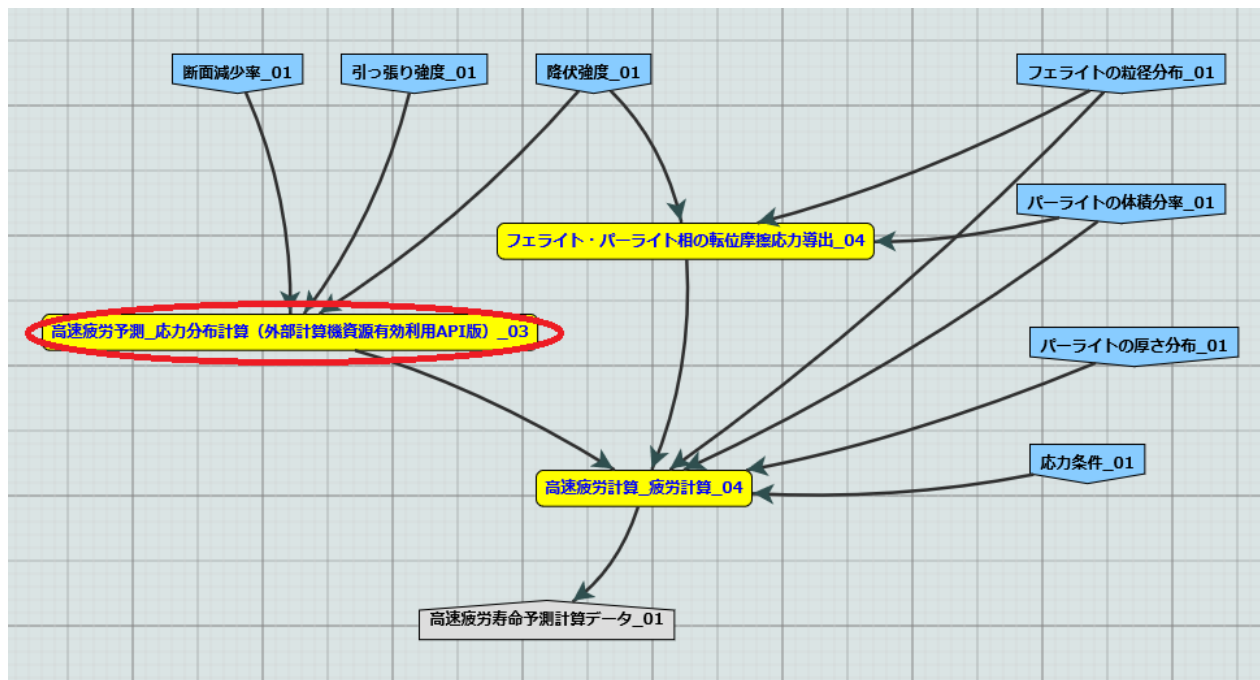 断面減少率_01
引っ張り強度_01
降伏強度_01
フェライトの粒径分布_01
パーライトの体積分率_01
フェライト・パーライト相の転位摩擦応力導出_04
高速疲労予測_応力分布計算（外部計算機資源有効利用API版）_03
パーライトの厚さ分布_01
応力条件_01
高速疲労計算_疲労計算_04
高速疲労寿命予測計算データ_01